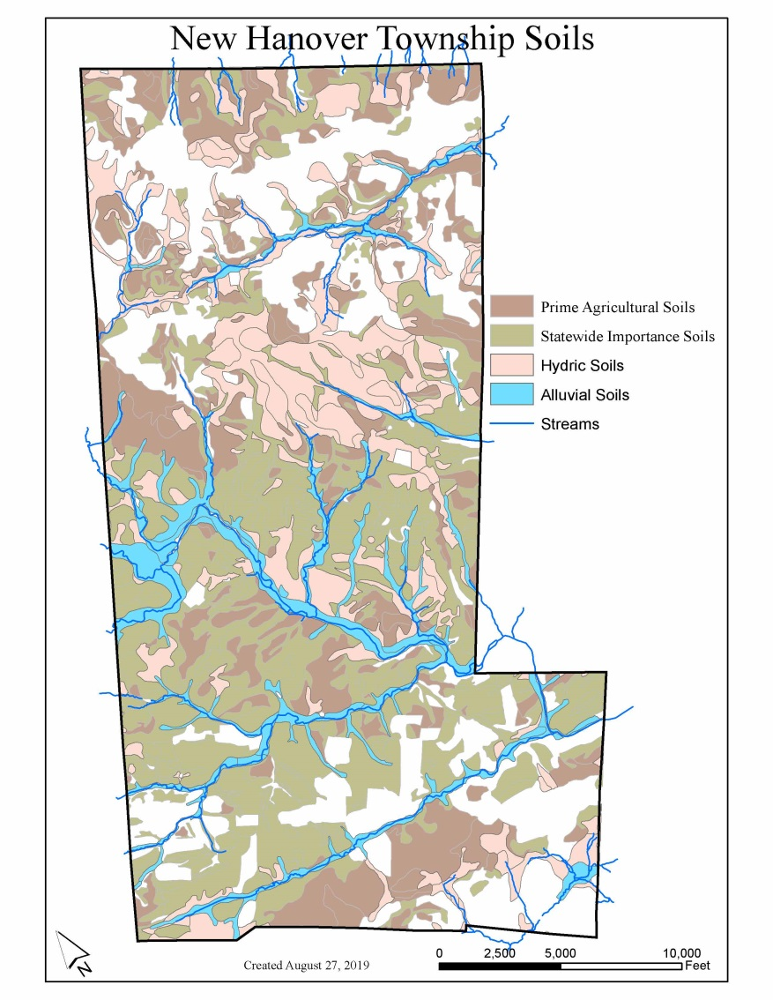 New Hanover Township Soils
Prime Agricultural Soils
Statewide Importance Soils
Hydric Soils
Alluvial Soils
Streams
N
Created August 27, 2019
0 2,500 5,000 10,000
Feet